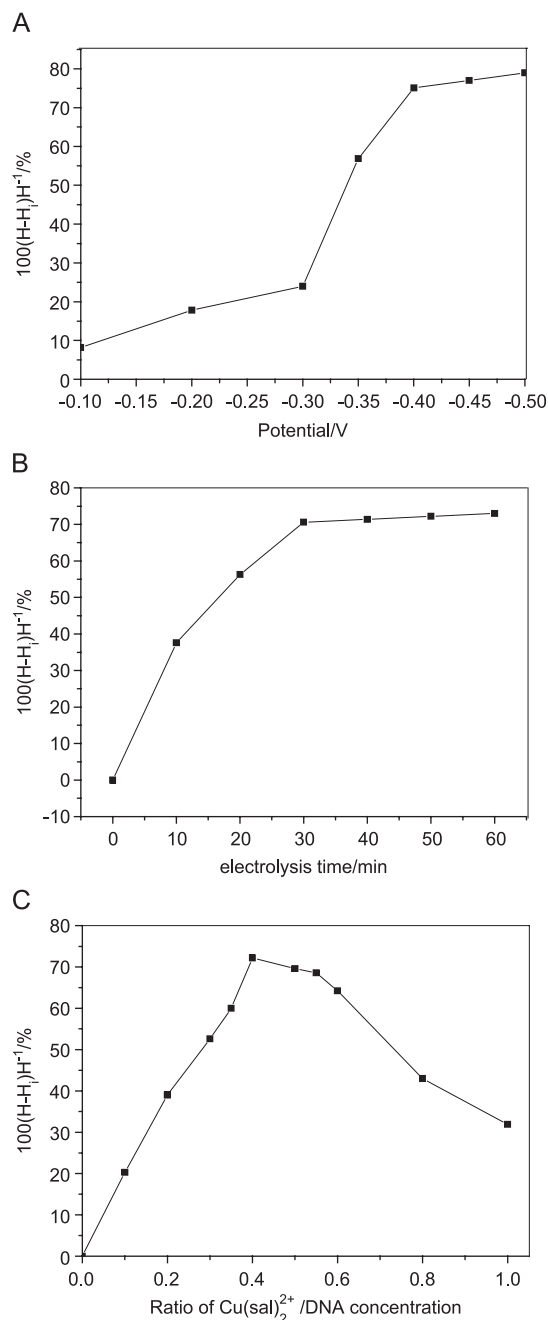 A
100(H-Hᵢ)H⁻¹/%
80
70
60
50
40
30
20
10
0
-0.10 -0.20 -0.25 -0.30 -0.35 -0.40 -0.45 -0.50
Potential/V
B
100(H-Hᵢ)H⁻¹/%
80
70
60
50
40
30
20
10
0
-10
0 10 20 30 40 50 60
electrolysis time/min
C
100(H-Hᵢ)H⁻¹/%
80
70
60
50
40
30
20
10
0
0.0 0.2 0.4 0.6 0.8 1.0
Ratio of Cu(sal)₂²⁺ /DNA concentration